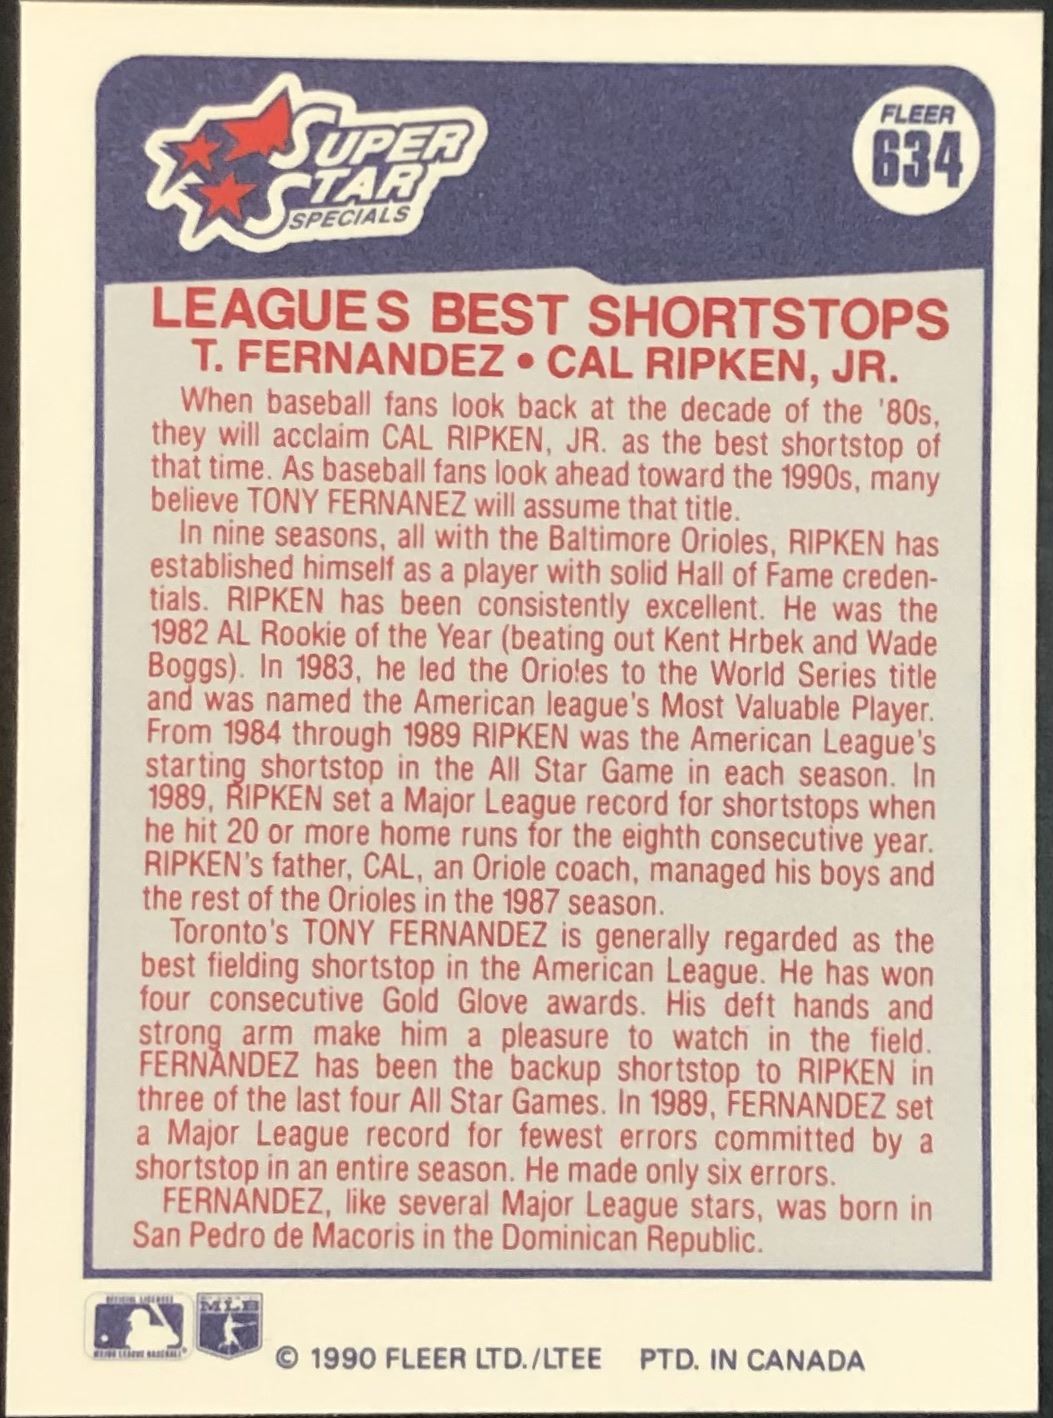 SUPER
STAR
SPECIALS
FLEER
634
LEAGUES BEST SHORTSTOPS
T. FERNANDEZ • CAL RIPKEN, JR.
When baseball fans look back at the decade of the '80s,
they will acclaim CAL RIPKEN, JR. as the best shortstop of
that time. As baseball fans look ahead toward the 1990s, many
believe TONY FERNANEZ will assume that title.
In nine seasons, all with the Baltimore Orioles, RIPKEN has
established himself as a player with solid Hall of Fame creden-
tials. RIPKEN has been consistently excellent. He was the
1982 AL Rookie of the Year (beating out Kent Hrbek and Wade
Boggs). In 1983, he led the Orioles to the World Series title
and was named the American league's Most Valuable Player.
From 1984 through 1989 RIPKEN was the American League's
starting shortstop in the All Star Game in each season. In
1989, RIPKEN set a Major League record for shortstops when
he hit 20 or more home runs for the eighth consecutive year.
RIPKEN's father, CAL, an Oriole coach, managed his boys and
the rest of the Orioles in the 1987 season.
Toronto's TONY FERNANDEZ is generally regarded as the
best fielding shortstop in the American League. He has won
four consecutive Gold Glove awards. His deft hands and
strong arm make him a pleasure to watch in the field.
FERNANDEZ has been the backup shortstop to RIPKEN in
three of the last four All Star Games. In 1989, FERNANDEZ set
a Major League record for fewest errors committed by a
shortstop in an entire season. He made only six errors.
FERNANDEZ, like several Major League stars, was born in
San Pedro de Macoris in the Dominican Republic.
OFFICIAL LICENSEE
MAJOR LEAGUE BASEBALL
MLB
© 1990 FLEER LTD./LTEE PTD. IN CANADA